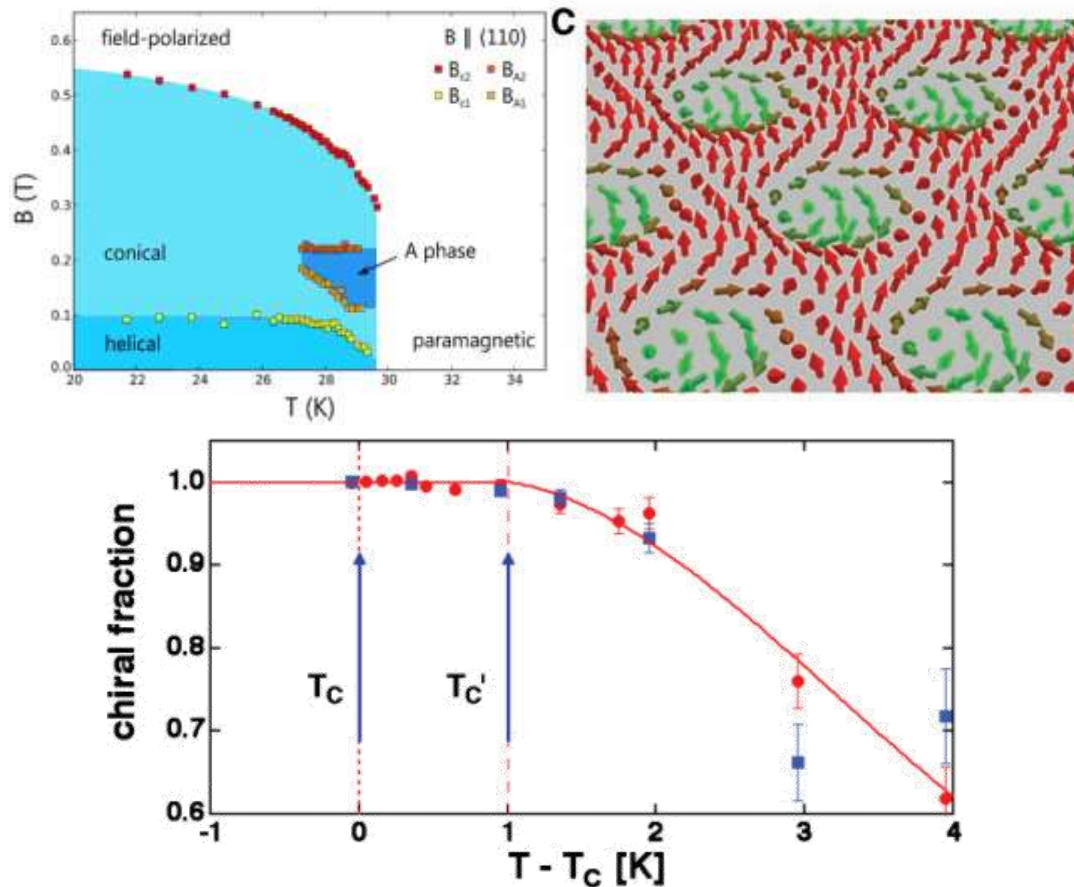 field-polarized
B ∥ (110)
B_c2 B_A2
B_c1 B_A1
conical
A phase
helical
paramagnetic
B (T)
0.6
0.5
0.4
0.3
0.2
0.1
0.0
20 22 24 26 28 30 32 34
T (K)
C
chiral fraction
1.0
0.9
0.8
0.7
0.6
T_C
T_C'
-1 0 1 2 3 4
T - T_C [K]